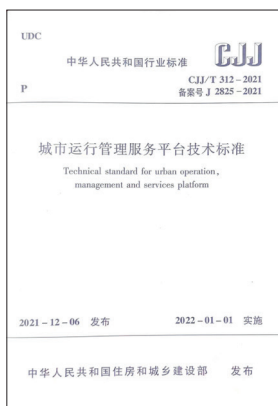 UDC
中华人民共和国行业标准 CJJ
CJJ/T 312-2021
P 备案号 J 2825-2021
城市运行管理服务平台技术标准
Technical standard for urban operation,
management and services platform
2021-12-06 发布 2022-01-01 实施
中华人民共和国住房和城乡建设部 发布